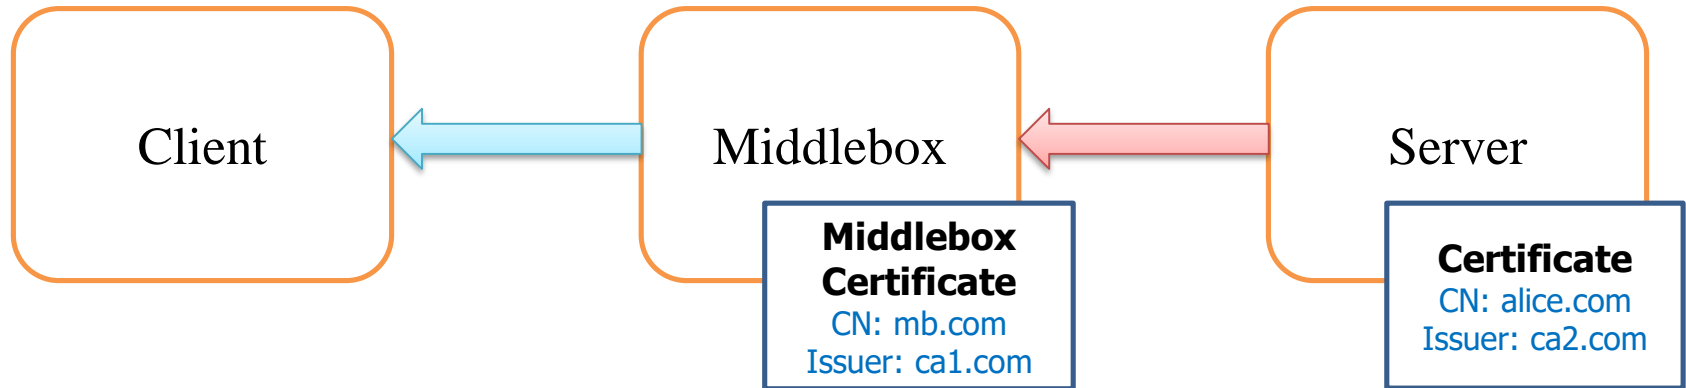 Client
Middlebox
Server
Middlebox
Certificate
CN: mb.com
Issuer: ca1.com
Certificate
CN: alice.com
Issuer: ca2.com